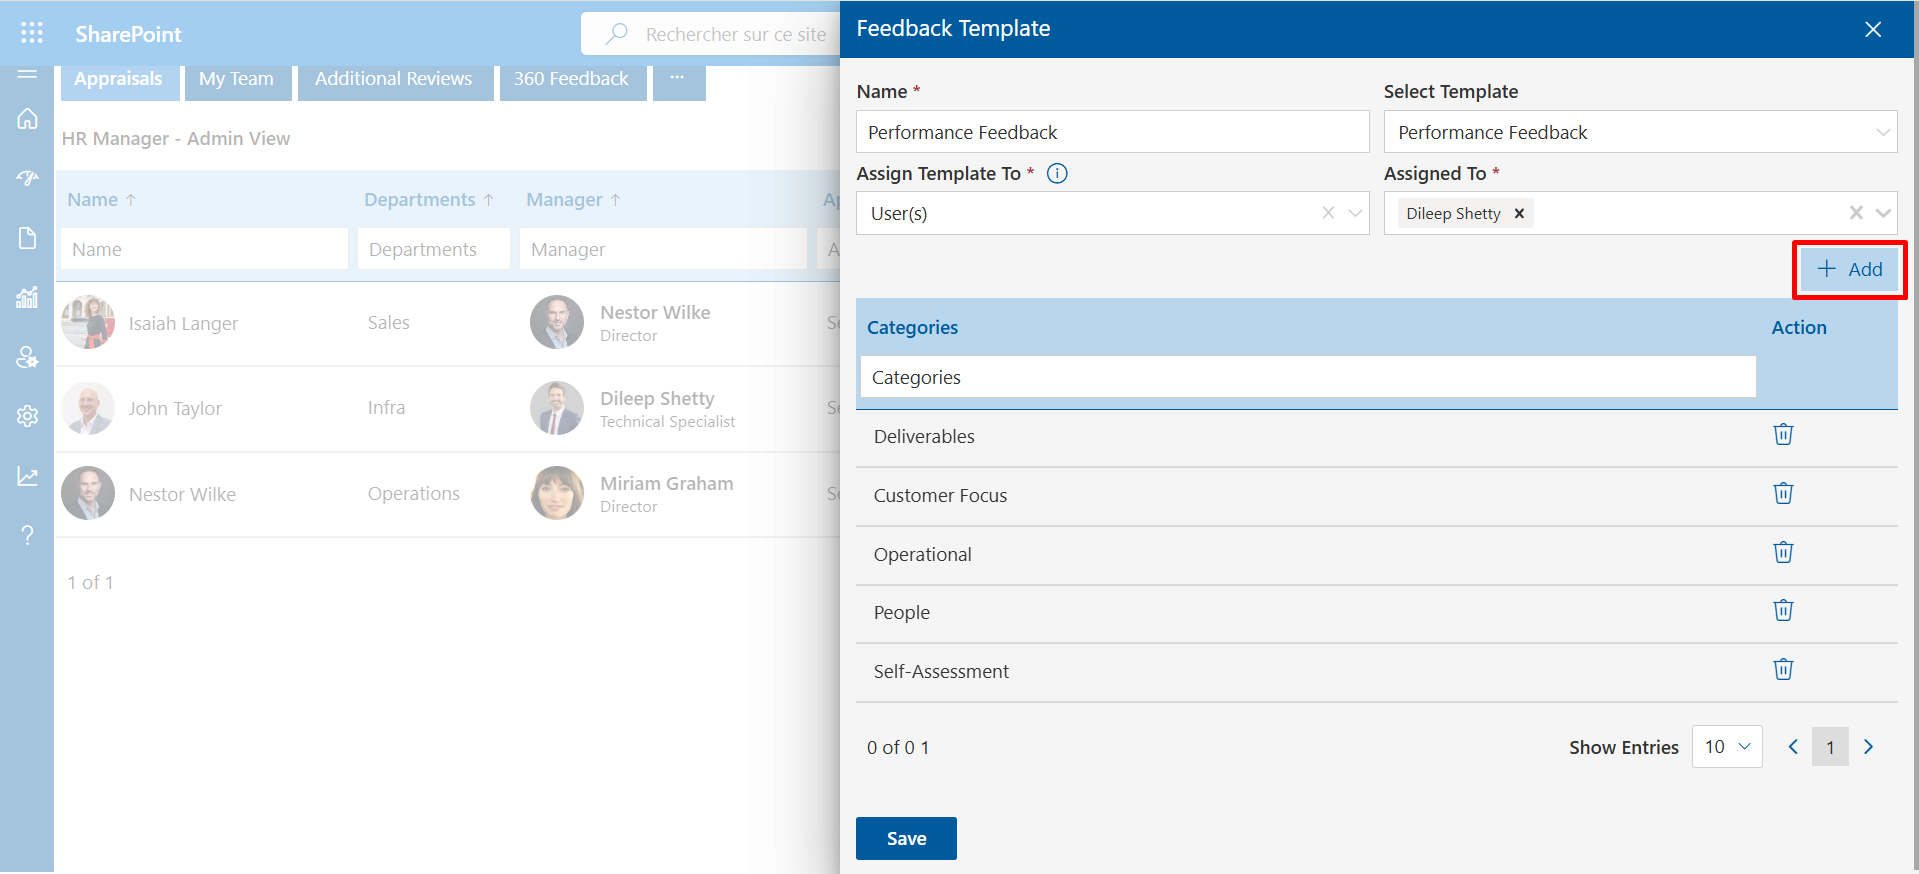 SharePoint
Rechercher sur ce site
Appraisals
My Team
Additional Reviews
360 Feedback
...
HR Manager - Admin View
Name ↑
Departments ↑
Manager ↑
Name
Departments
Manager
A
Isaiah Langer
Sales
Nestor Wilke
Director
John Taylor
Infra
Dileep Shetty
Technical Specialist
Nestor Wilke
Operations
Miriam Graham
Director
1 of 1
Feedback Template
Name *
Select Template
Performance Feedback
Performance Feedback
Assign Template To *
Assigned To *
User(s)
Dileep Shetty
+ Add
Categories
Action
Categories
Deliverables
Customer Focus
Operational
People
Self-Assessment
0 of 0 1
Show Entries
10
1
Save